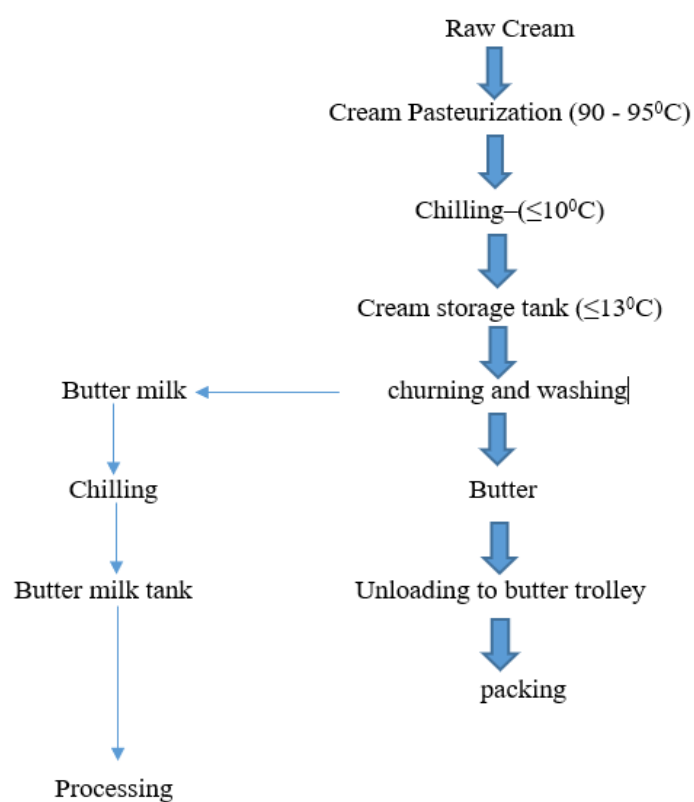 Raw Cream
Cream Pasteurization (90 - 95⁰C)
Chilling–(≤10⁰C)
Cream storage tank (≤13⁰C)
Butter milk
churning and washing
Chilling
Butter
Butter milk tank
Unloading to butter trolley
packing
Processing